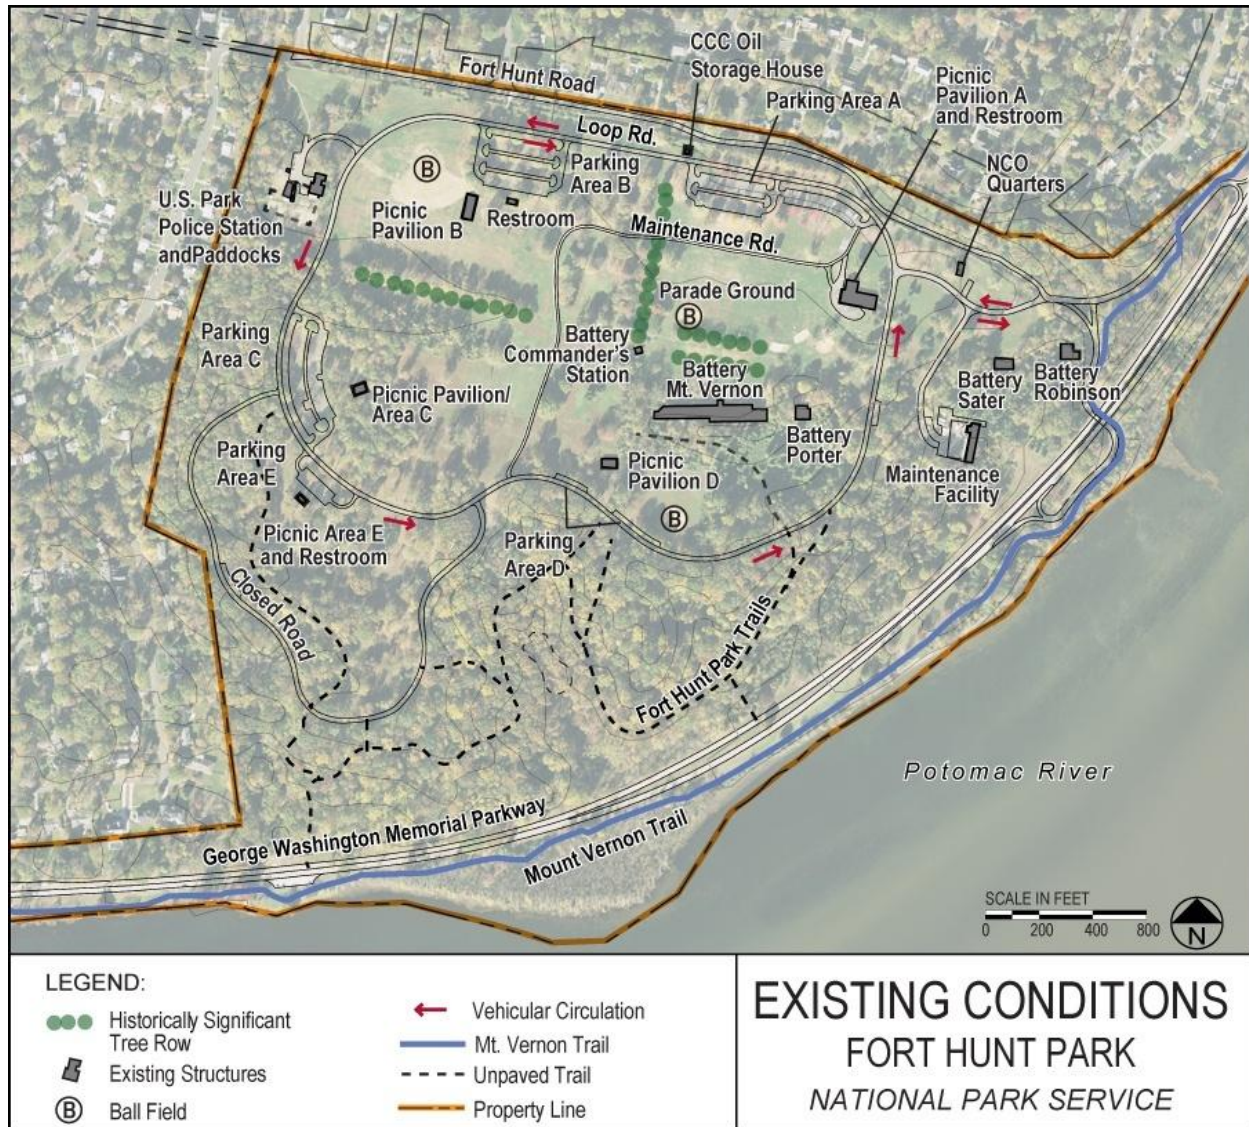 Fort Hunt Road
CCC Oil
Storage House
Parking Area A
Picnic
Pavilion A
and Restroom
Loop Rd.
NCO
Quarters
Parking
Area B
U.S. Park
Police Station
andPaddocks
Picnic
Pavilion B
Restroom
Maintenance Rd.
Parade Ground
B
B
Parking
Area C
Battery
Commander's
Station
Battery
Mt. Vernon
Battery
Sater
Battery
Robinson
Picnic Pavilion/
Area C
Battery
Porter
Parking
Area E
Picnic
Pavilion D
Maintenance
Facility
B
Picnic Area E
and Restroom
Parking
Area D
Closed Road
Fort Hunt Park Trails
Potomac River
George Washington Memorial Parkway
Mount Vernon Trail
SCALE IN FEET
0 200 400 800
N
LEGEND:
Historically Significant
Tree Row
Existing Structures
B Ball Field
Vehicular Circulation
Mt. Vernon Trail
Unpaved Trail
Property Line
EXISTING CONDITIONS
FORT HUNT PARK
NATIONAL PARK SERVICE